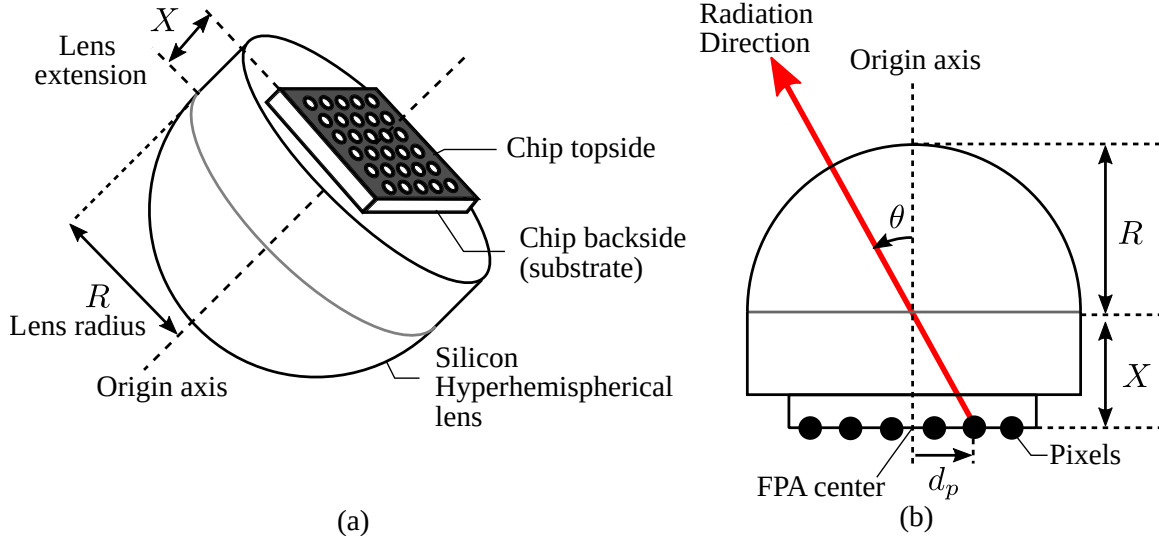 X
Lens
extension
Chip topside
Chip backside
(substrate)
R
Lens radius
Origin axis
Silicon
Hyperhemispherical
lens
(a)
Radiation
Direction
Origin axis
θ
R
X
Pixels
FPA center
d_p
(b)